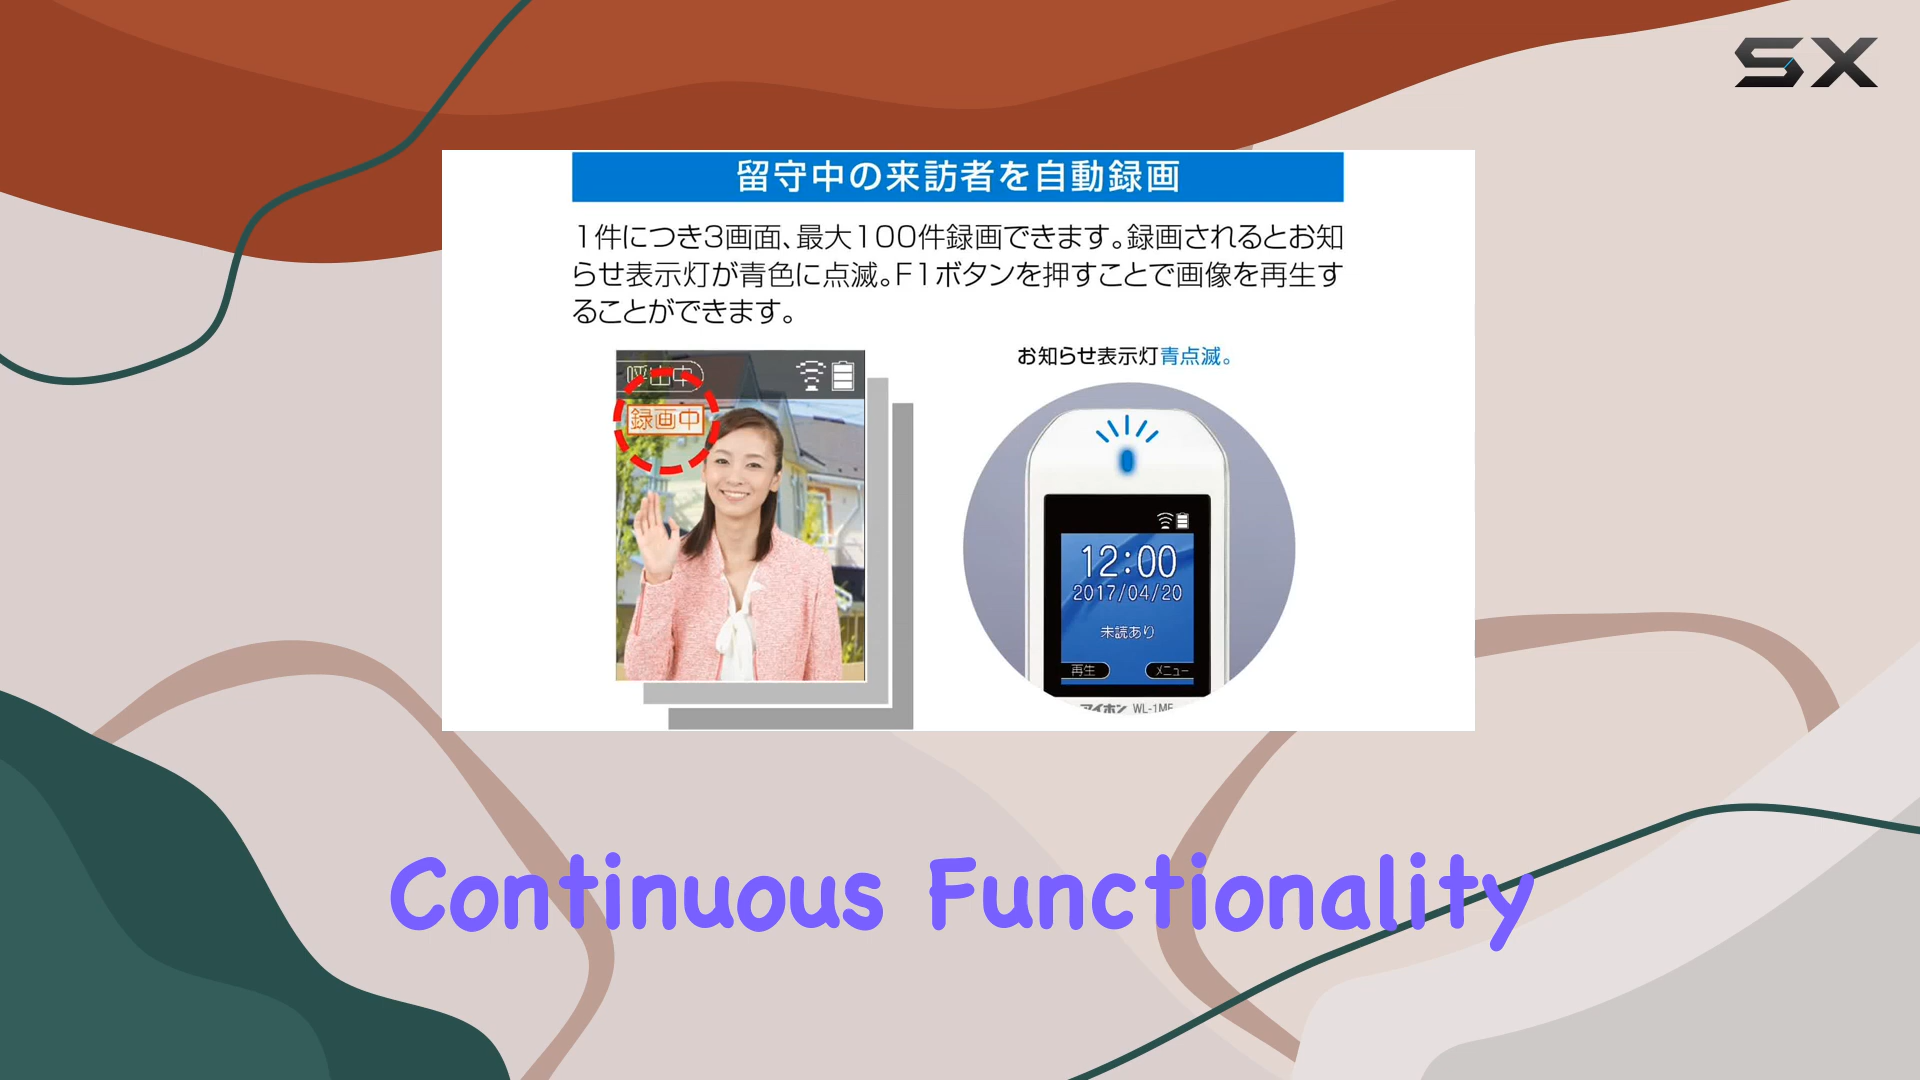 SX
留守中の来訪者を自動録画
1件につき3画面、最大100件録画できます。録画されるとお知
らせ表示灯が青色に点滅。F1ボタンを押すことで画像を再生す
ることができます。
お知らせ表示灯青点滅。
呼出中
録画中
12:00
2017/04/20
未読あり
再生 メニュー
アイホン WL-1ME
Continuous Functionality